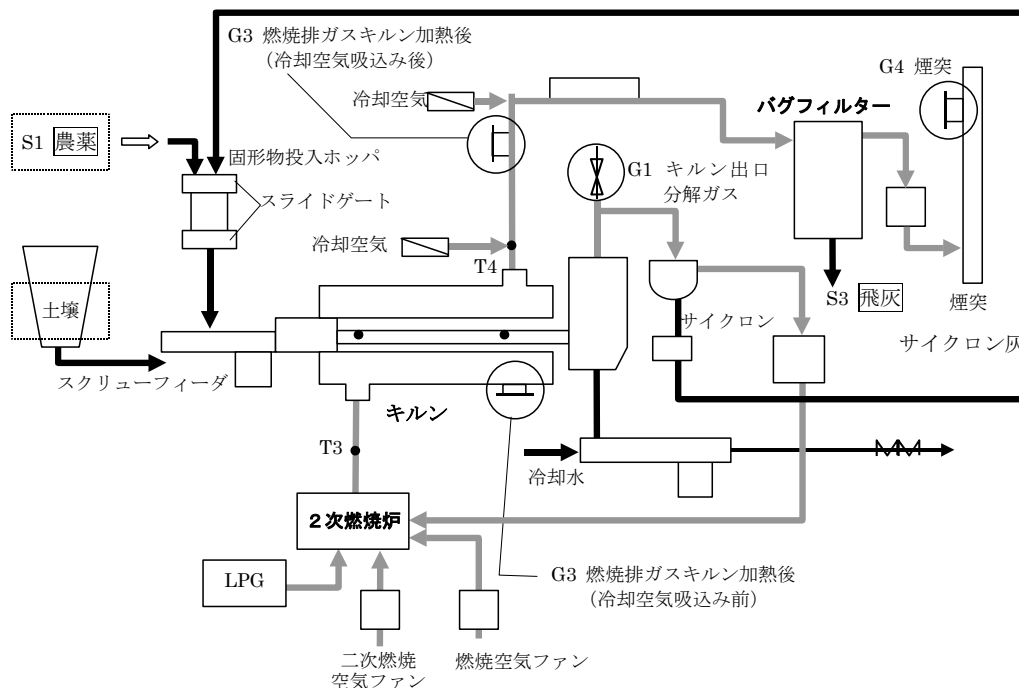 G3 燃焼排ガスキルン加熱後
（冷却空気吸込み後）
冷却空気
G4 煙突
バグフィルター
S1 農薬
固形物投入ホッパ
G1 キルン出口
分解ガス
スライドゲート
冷却空気
T4
S3 飛灰
煙突
土壌
サイクロン
サイクロン灰
スクリューフィーダ
キルン
T3
冷却水
２次燃焼炉
LPG
G3 燃焼排ガスキルン加熱後
（冷却空気吸込み前）
二次燃焼
空気ファン
燃焼空気ファン